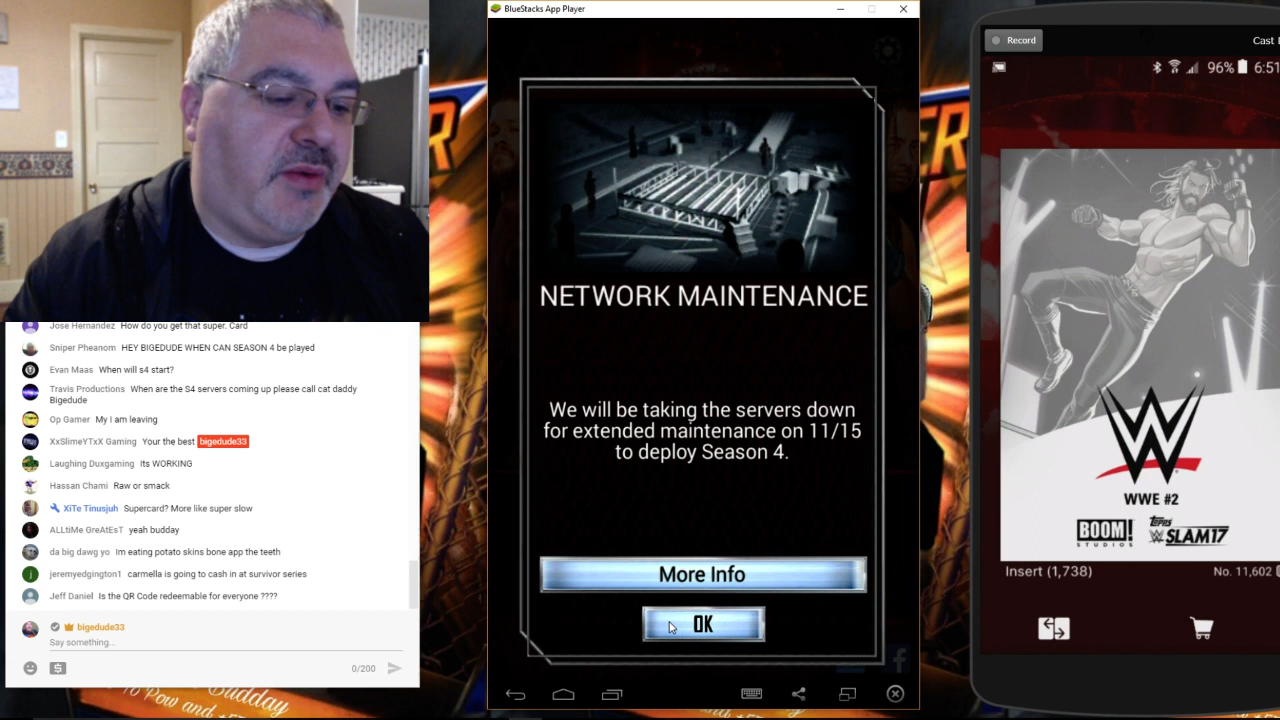 BlueStacks App Player
NETWORK MAINTENANCE
We will be taking the servers down
for extended maintenance on 11/15
to deploy Season 4.
More Info
OK
Jose Hernandez How do you get that super. Card
Sniper Pheanom HEY BIGEDUDE WHEN CAN SEASON 4 be played
Evan Maas When will s4 start?
Travis Productions When are the S4 servers coming up please call cat daddy
Bigedude
Op Gamer My I am leaving
XxSlimeYTxX Gaming Your the best bigedude33
Laughing Duxgaming Its WORKING
Hassan Chami Raw or smack
XiTe Tinusjuh Supercard? More like super slow
ALLtiMe GreAtEsT yeah budday
da big dawg yo Im eating potato skins bone app the teeth
jeremyedgington1 carmella is going to cash in at survivor series
Jeff Daniel Is the QR Code redeemable for everyone ????
bigedude33
Say something...
0/200
Budday
To Pow and
Record
Cast
96% 6:51
WWE #2
BOOM!
STUDIOS
TOPPS
SLAM17
Insert (1,738)
No. 11,602